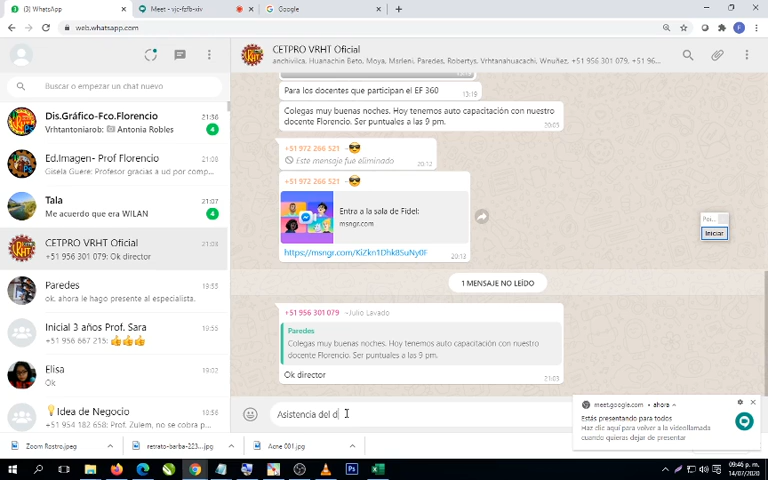 (3) WhatsApp
Meet - vjc-fzfb-xiv
Google
web.whatsapp.com
Buscar o empezar un chat nuevo
Dis.Gráfico-Fco.Florencio 21:36
Vrhtantoniarob: Antonia Robles 4
Ed.Imagen- Prof Florencio 21:08
Gisela Guere: Profesor gracias a ud por comp...
Tala 21:07
Me acuerdo que era WILAN 4
CETPRO VRHT Oficial 21:03
+51 956 301 079: Ok director
Paredes 19:55
ok, ahora le hago presente al especialista.
Inicial 3 años Prof. Sara 19:55
+51 956 667 215: 👍👍👍
Elisa 19:02
Ok
💡Idea de Negocio 18:56
+51 954 182 658: Prof. Zulem, no se cobra p...
CETPRO VRHT Oficial
anchivilca, Huanachin Beto, Moya, Marleni, Paredes, Robertys, Vrhtanahuacachi, Wnuñez, +51 956 301 079, +51 96...
Para los docentes que participan el EF 360 13:19
Colegas muy buenas noches. Hoy tenemos auto capacitación con nuestro
docente Florencio. Ser puntuales a las 9 pm. 20:05
+51 972 266 521 ~😎
Este mensaje fue eliminado 20:12
+51 972 266 521 ~😎
Entra a la sala de Fidel:
msngr.com
https://msngr.com/KiZkn1Dhk8SuNy0F 20:12
1 MENSAJE NO LEÍDO
+51 956 301 079 ~Julio Lavado
Paredes
Colegas muy buenas noches. Hoy tenemos auto capacitación con nuestro
docente Florencio. Ser puntuales a las 9 pm.
Ok director 21:03
Asistencia del d
Iniciar
meet.google.com • ahora
Estás presentando para todos
Haz clic aquí para volver a la videollamada
cuando quieras dejar de presentar
Zoom Rostro.jpeg
retrato-barba-223....jpg
Acne 001.jpg
09:46 p. m.
14/07/2020